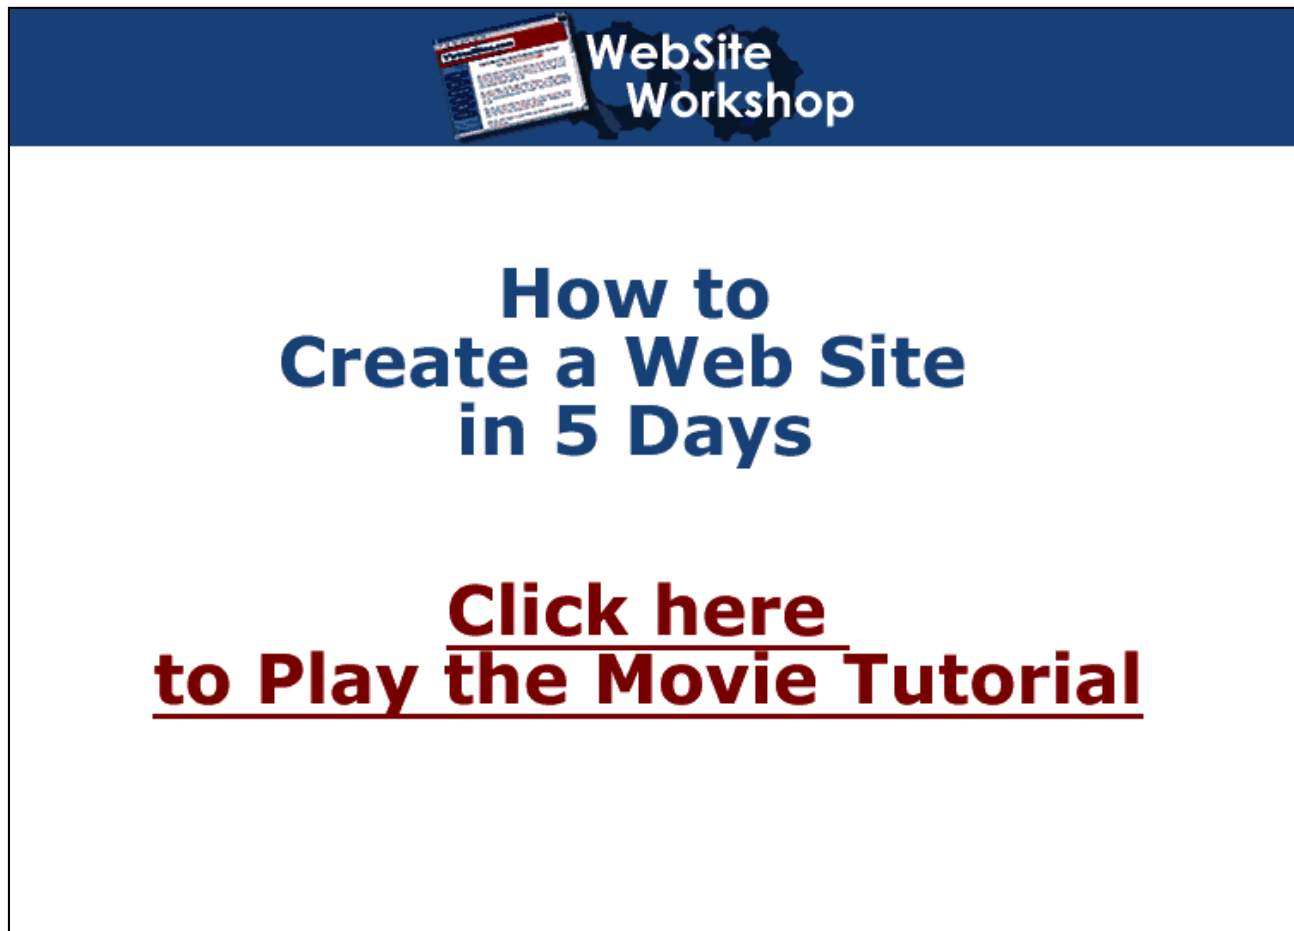 WebSite
Workshop
How to
Create a Web Site
in 5 Days
Click here
to Play the Movie Tutorial